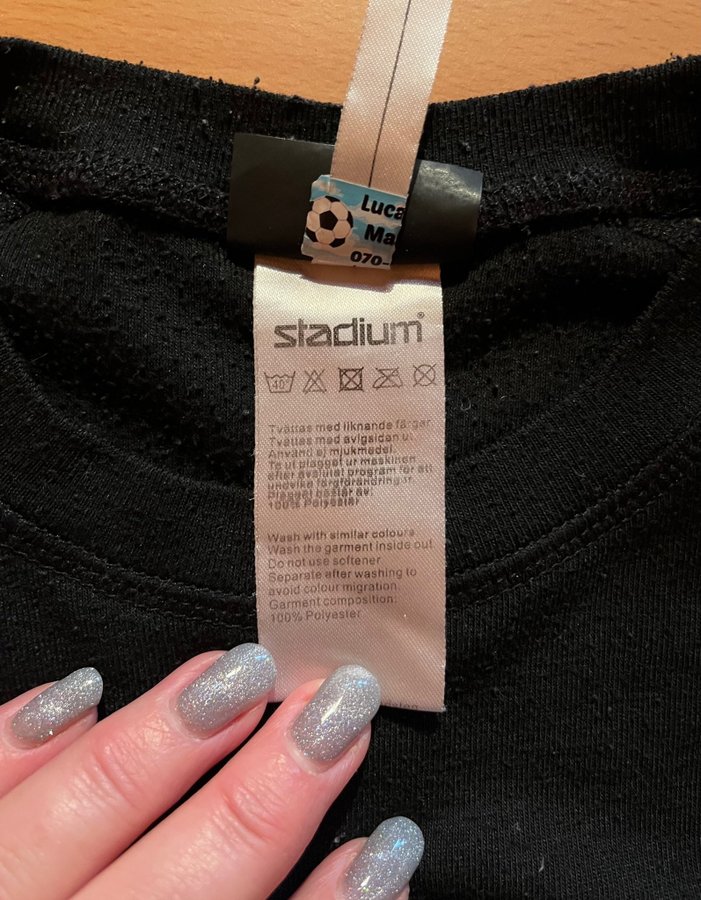 Luca
Ma
070-
stadium®
40°
Tvättas med liknande färgar
Tvättas med avigsidan ut.
Använd ej mjukmedel.
Ta ut plagget ur maskinen
efter avslutat program för att
undvika färgförändringar.
Plagget består av:
100% Polyester
Wash with similar colours
Wash the garment inside out
Do not use softener
Separate after washing to
avoid colour migration.
Garment composition:
100% Polyester